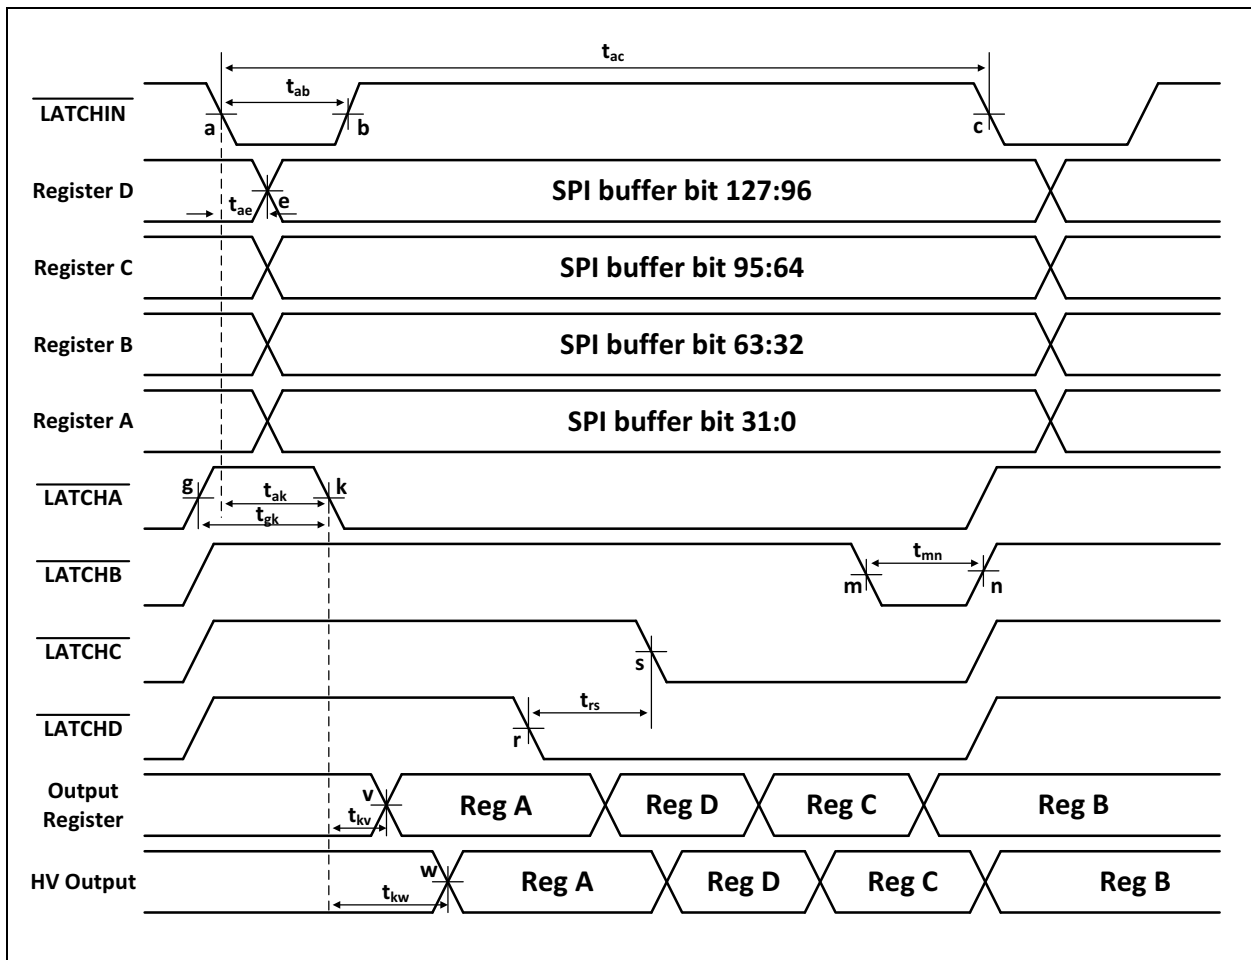 tac
LATCHIN
tab
a
b
c
Register D
SPI buffer bit 127:96
tae
e
Register C
SPI buffer bit 95:64
Register B
SPI buffer bit 63:32
Register A
SPI buffer bit 31:0
LATCHA
g
tak
k
tgk
LATCHB
tmn
m
n
LATCHC
s
LATCHD
trs
r
Output
Register
v
Reg A
Reg D
Reg C
Reg B
tkv
HV Output
w
Reg A
Reg D
Reg C
Reg B
tkw